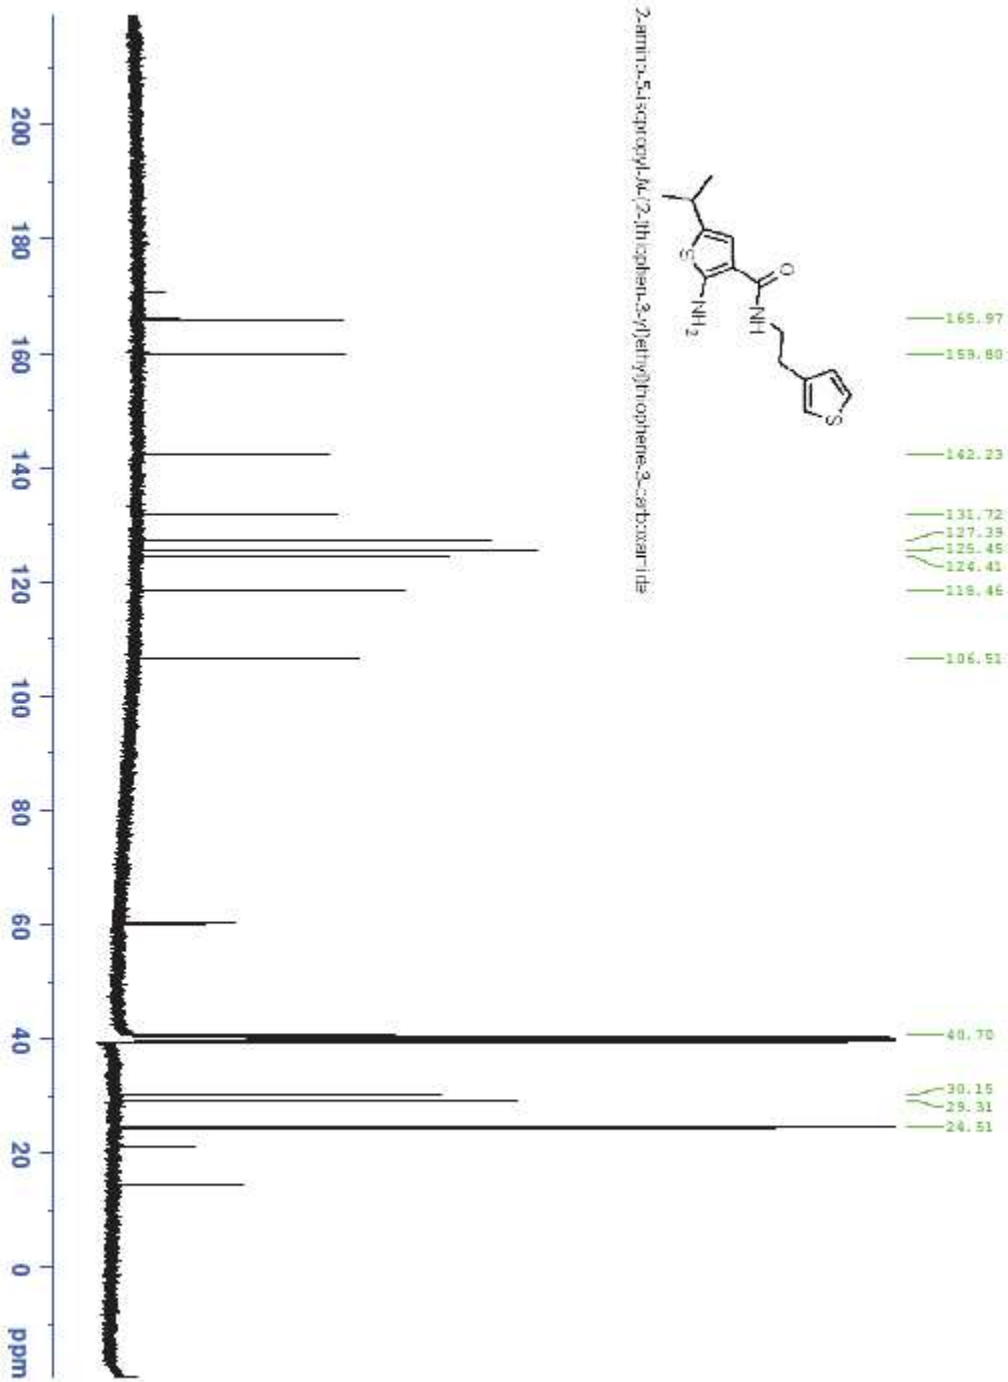 2-amino-5-isopropyl-N-(2-(thiophen-3-yl)ethyl)thiophene-3-carboxamide
O
NH
S
NH2
S
165.97
159.80
142.23
131.72
127.39
125.45
124.41
118.46
106.51
40.70
30.15
29.31
24.51
200 180 160 140 120 100 80 60 40 20 0 ppm